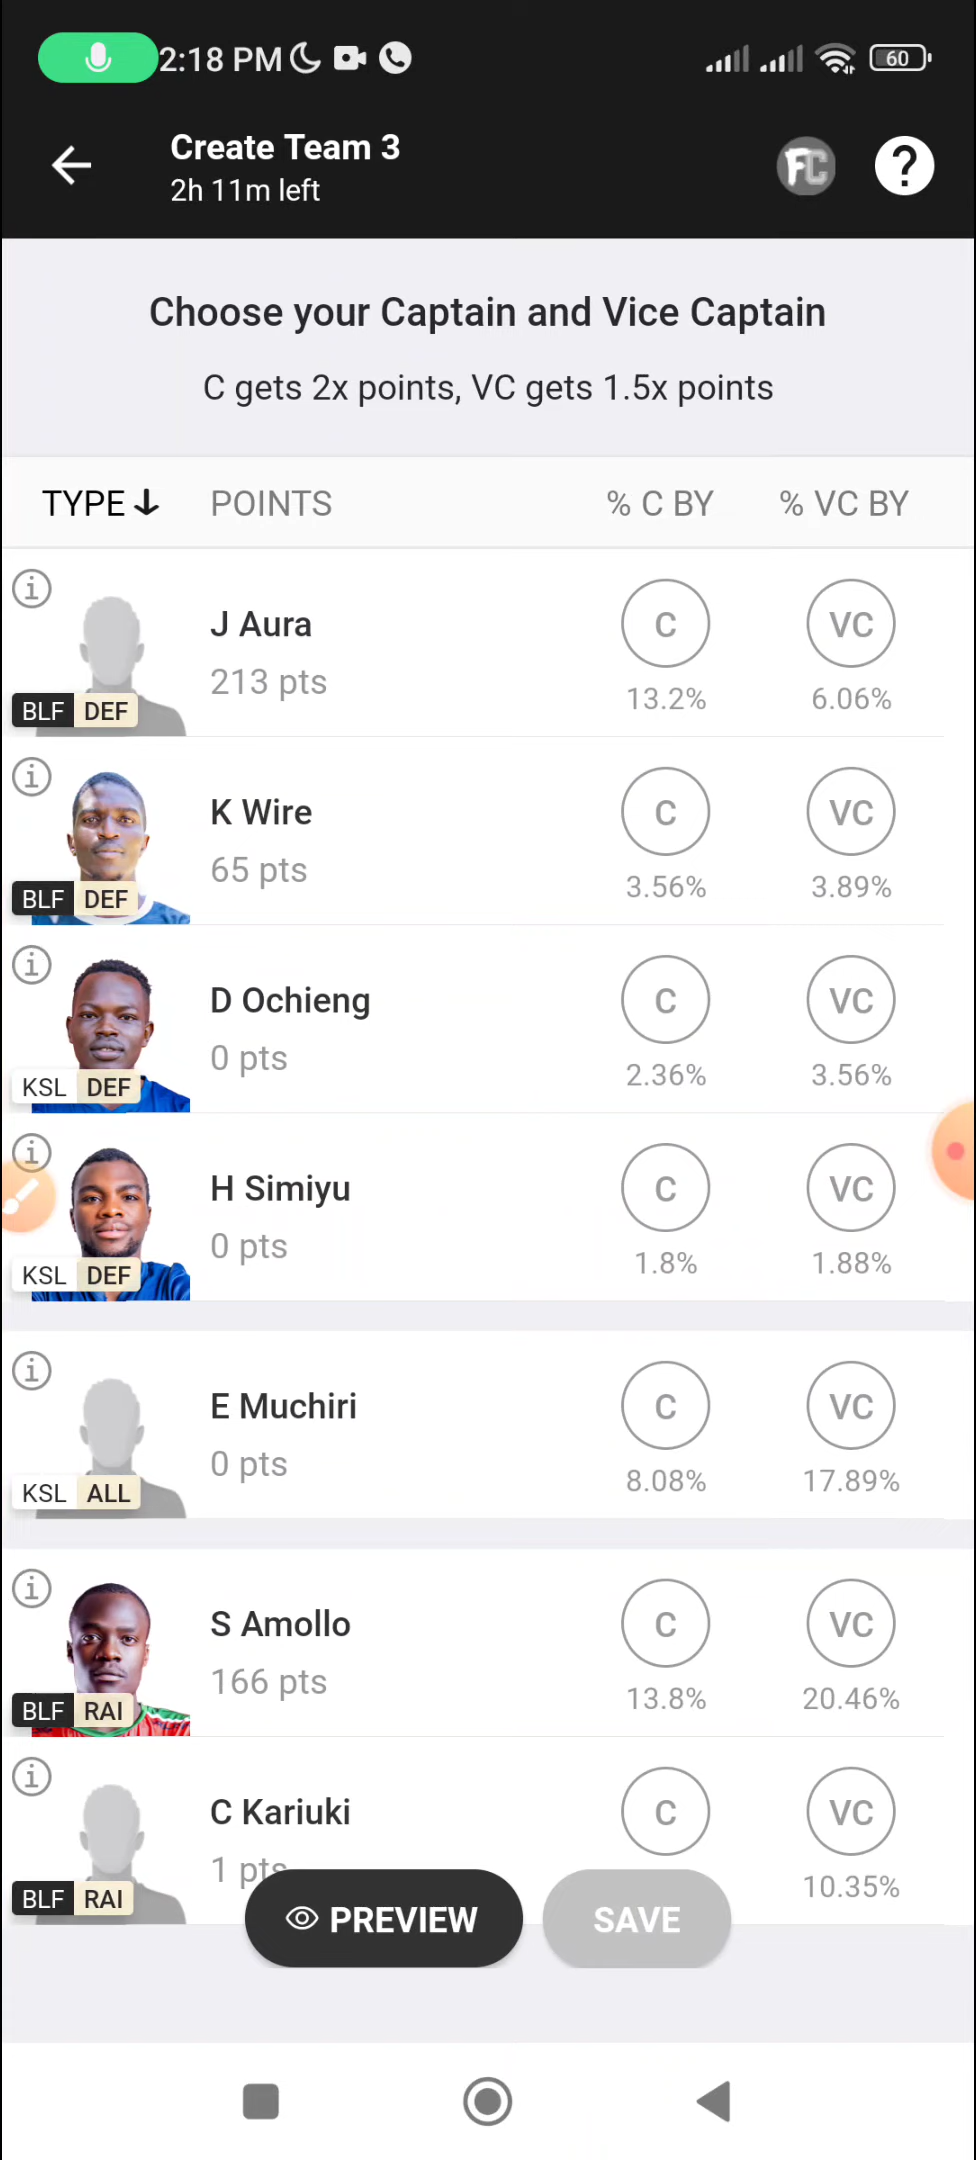 2:18 PM
60
Create Team 3
2h 11m left
FC
?
Choose your Captain and Vice Captain
C gets 2x points, VC gets 1.5x points
TYPE POINTS % C BY % VC BY
J Aura
213 pts
BLF DEF
C
13.2%
VC
6.06%
K Wire
65 pts
BLF DEF
C
3.56%
VC
3.89%
D Ochieng
0 pts
KSL DEF
C
2.36%
VC
3.56%
H Simiyu
0 pts
KSL DEF
C
1.8%
VC
1.88%
E Muchiri
0 pts
KSL ALL
C
8.08%
VC
17.89%
S Amollo
166 pts
BLF RAI
C
13.8%
VC
20.46%
C Kariuki
1 pts
BLF RAI
C
VC
10.35%
PREVIEW
SAVE